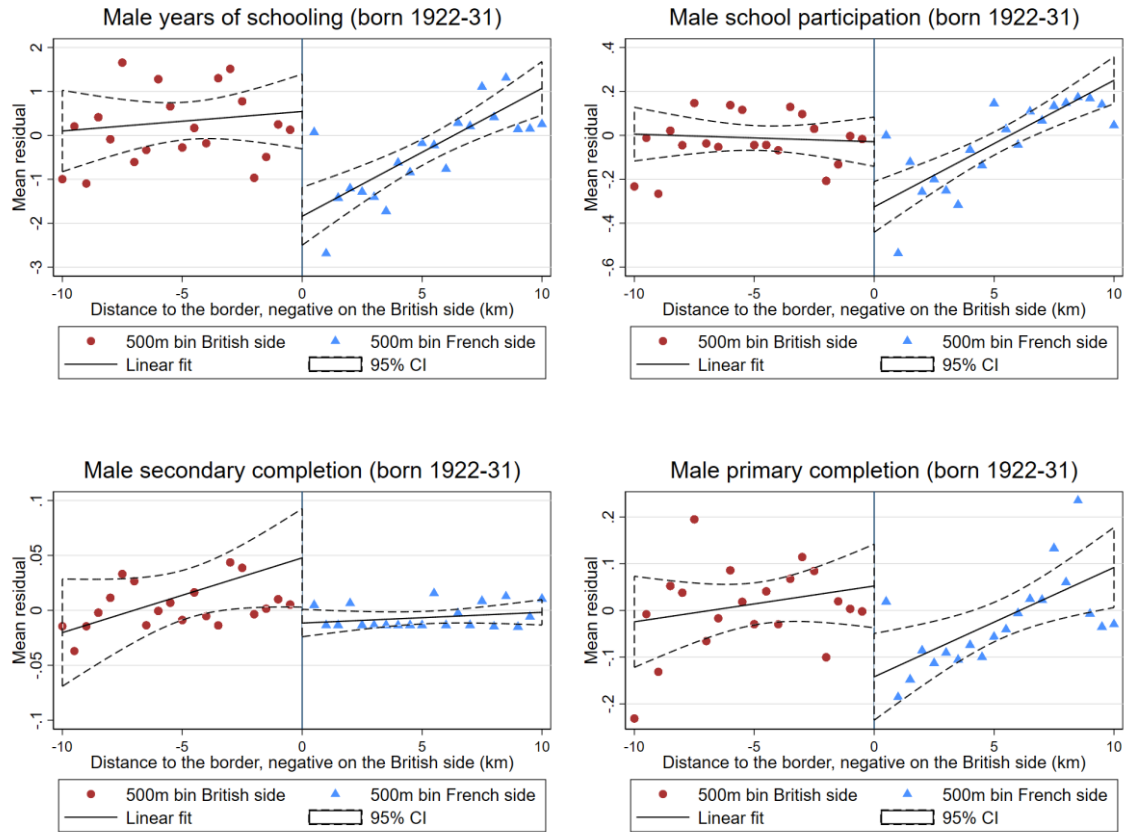 Male years of schooling (born 1922-31)
Mean residual
2
1
0
-1
-2
-3
-10
-5
0
5
10
Distance to the border, negative on the British side (km)
500m bin British side
500m bin French side
Linear fit
95% CI
Male school participation (born 1922-31)
Mean residual
.4
.2
0
-.2
-.4
-.6
-10
-5
0
5
10
Distance to the border, negative on the British side (km)
500m bin British side
500m bin French side
Linear fit
95% CI
Male secondary completion (born 1922-31)
Mean residual
.1
.05
0
-.05
-.1
-10
-5
0
5
10
Distance to the border, negative on the British side (km)
500m bin British side
500m bin French side
Linear fit
95% CI
Male primary completion (born 1922-31)
Mean residual
.2
.1
0
-.1
-.2
-10
-5
0
5
10
Distance to the border, negative on the British side (km)
500m bin British side
500m bin French side
Linear fit
95% CI